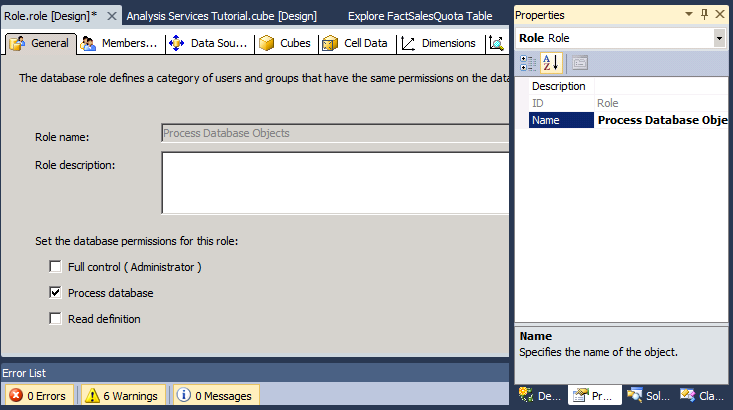 Role.role [Design]* Analysis Services Tutorial.cube [Design] Explore FactSalesQuota Table
General Members... Data Sou... Cubes Cell Data Dimensions
The database role defines a category of users and groups that have the same permissions on the data
Role name: Process Database Objects
Role description:
Set the database permissions for this role:
Full control ( Administrator )
Process database
Read definition
Error List
0 Errors 6 Warnings 0 Messages
Properties
Role Role
Description
ID Role
Name Process Database Obje
Name
Specifies the name of the object.
De... Pr... Sol... Cla...